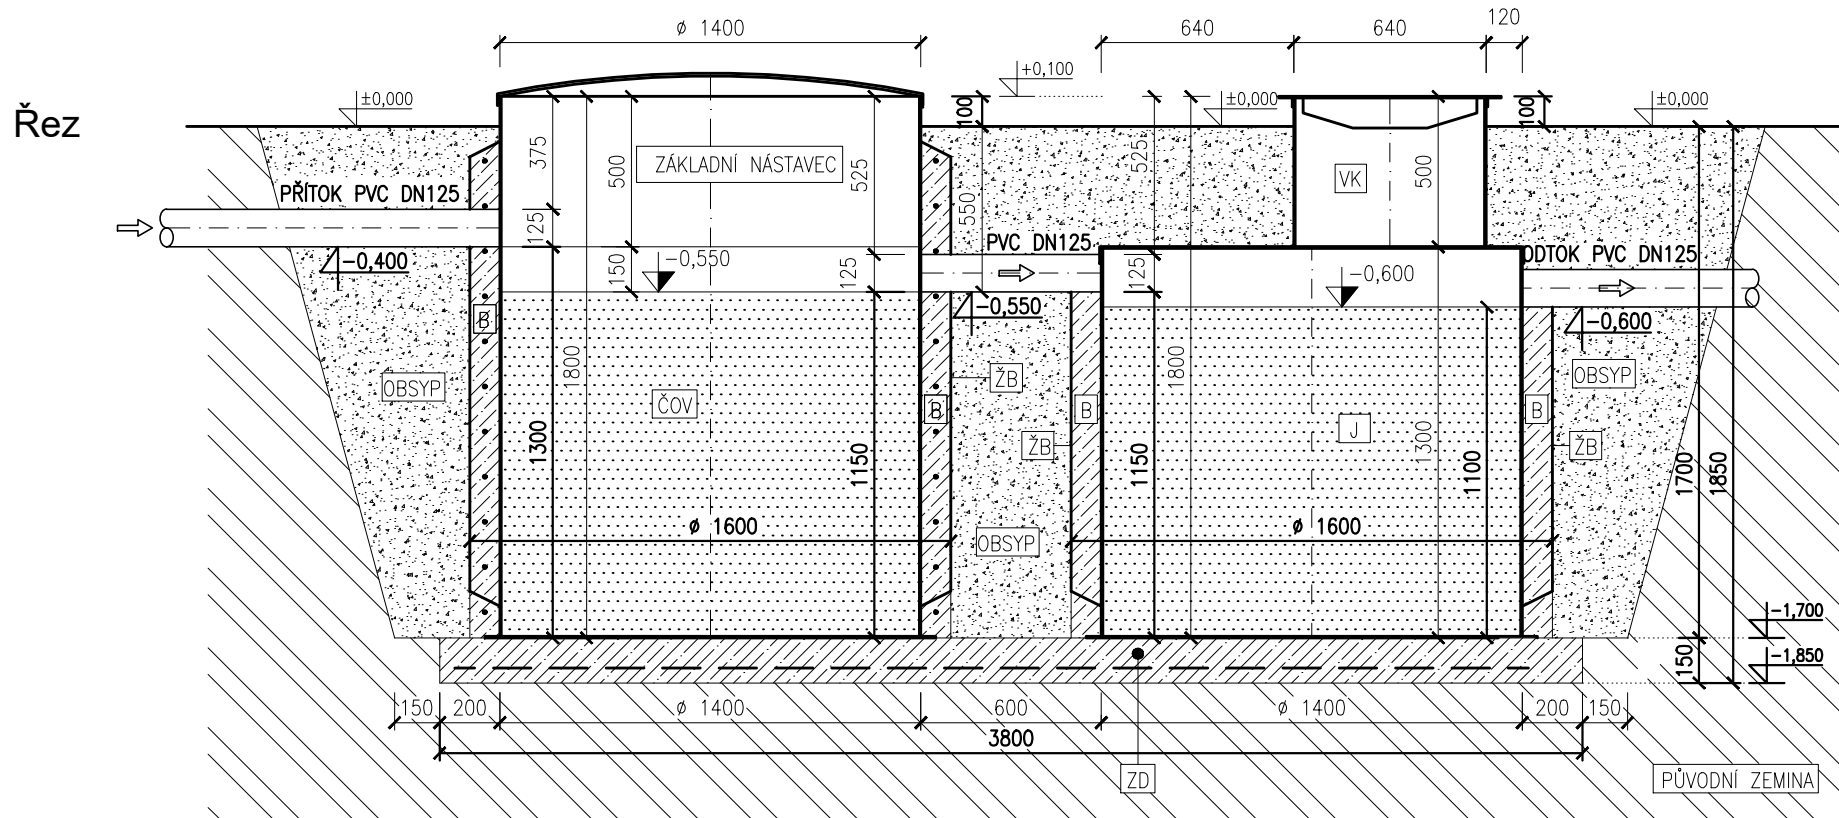 ø 1400
640
640
120
+0,100
±0,000
±0,000
±0,000
Řez
100
100
375
500
525
525
500
ZÁKLADNÍ NÁSTAVEC
VK
PŘÍTOK PVC DN125
550
125
PVC DN125
ODTOK PVC DN125
-0,400
150
-0,550
125
125
-0,600
-0,550
-0,600
B
1800
1800
OBSYP
ČOV
ŽB
OBSYP
B
B
J
B
1300
1150
ŽB
1150
1300
1100
ŽB
1700
1850
ø 1600
OBSYP
ø 1600
-1,700
150
-1,850
150
200
ø 1400
600
ø 1400
200
150
3800
ZD
PŮVODNÍ ZEMINA